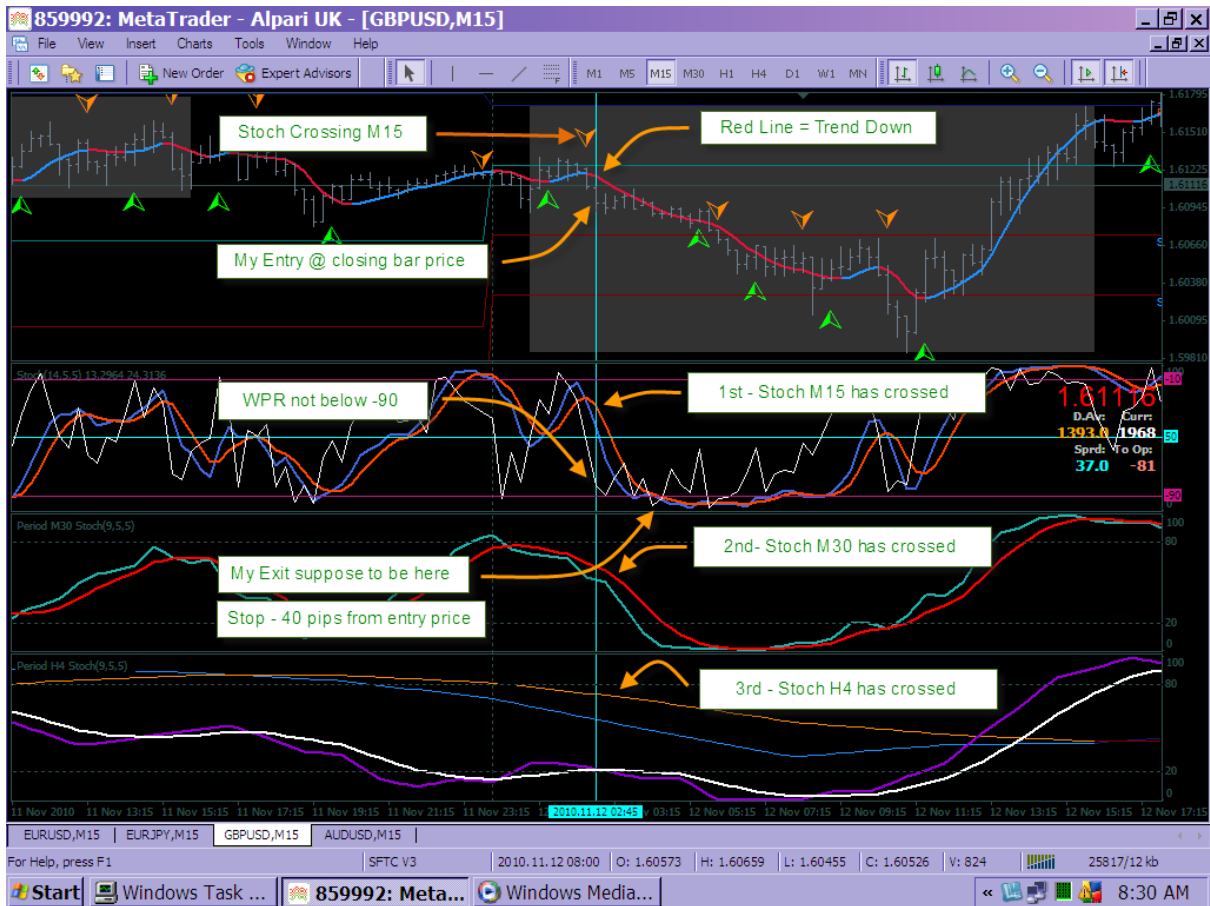 859992: MetaTrader - Alpari UK - [GBPUSD,M15]
File View Insert Charts Tools Window Help
New Order Expert Advisors M1 M5 M15 M30 H1 H4 D1 W1 MN
1.61795
Stoch Crossing M15
Red Line = Trend Down
1.61510
1.61225
1.61116
1.60945
My Entry @ closing bar price
1.60660
1.60380
1.60095
1.59810
Stoch(14,5,5) 13.2964 24.3136
100
-10
WPR not below -90
1st - Stoch M15 has crossed
1.61116
D.Av: Curr:
1393.0 1968
50
Sprd: To Op:
37.0 -81
-90
0
Period M30 Stoch(9,5,5)
100
80
2nd- Stoch M30 has crossed
My Exit suppose to be here
Stop - 40 pips from entry price
20
0
Period H4 Stoch(9,5,5)
100
80
3rd - Stoch H4 has crossed
20
0
11 Nov 2010 11 Nov 13:15 11 Nov 15:15 11 Nov 17:15 11 Nov 19:15 11 Nov 21:15 11 Nov 23:15 2010.11.12 02:45 03:15 12 Nov 05:15 12 Nov 07:15 12 Nov 09:15 12 Nov 11:15 12 Nov 13:15 12 Nov 15:15 12 Nov 17:15
EURUSD,M15 EURJPY,M15 GBPUSD,M15 AUDUSD,M15
For Help, press F1 SFTC V3 2010.11.12 08:00 O: 1.60573 H: 1.60659 L: 1.60455 C: 1.60526 V: 824 25817/12 kb
Start Windows Task ... 859992: Meta... Windows Media... « 8:30 AM